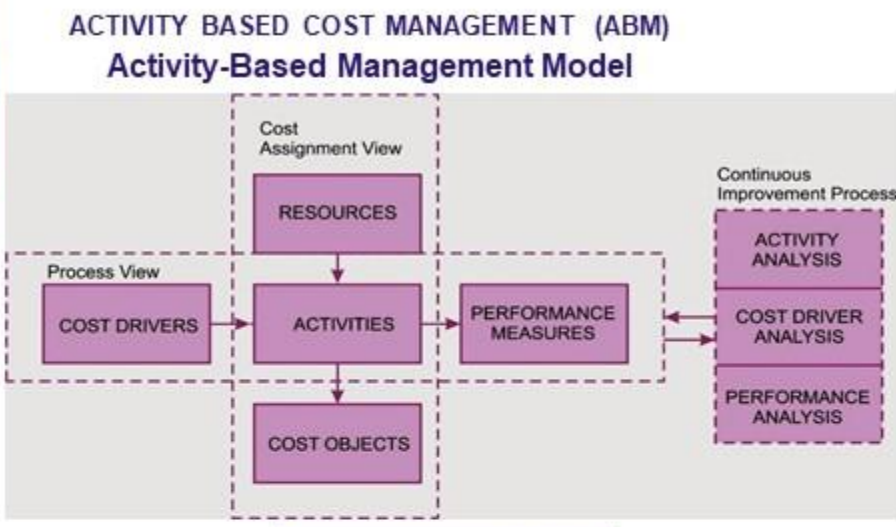 ACTIVITY BASED COST MANAGEMENT (ABM)
Activity-Based Management Model
Cost
Assignment View
RESOURCES
Process View
COST DRIVERS
ACTIVITIES
PERFORMANCE
MEASURES
COST OBJECTS
Continuous
Improvement Process
ACTIVITY
ANALYSIS
COST DRIVER
ANALYSIS
PERFORMANCE
ANALYSIS